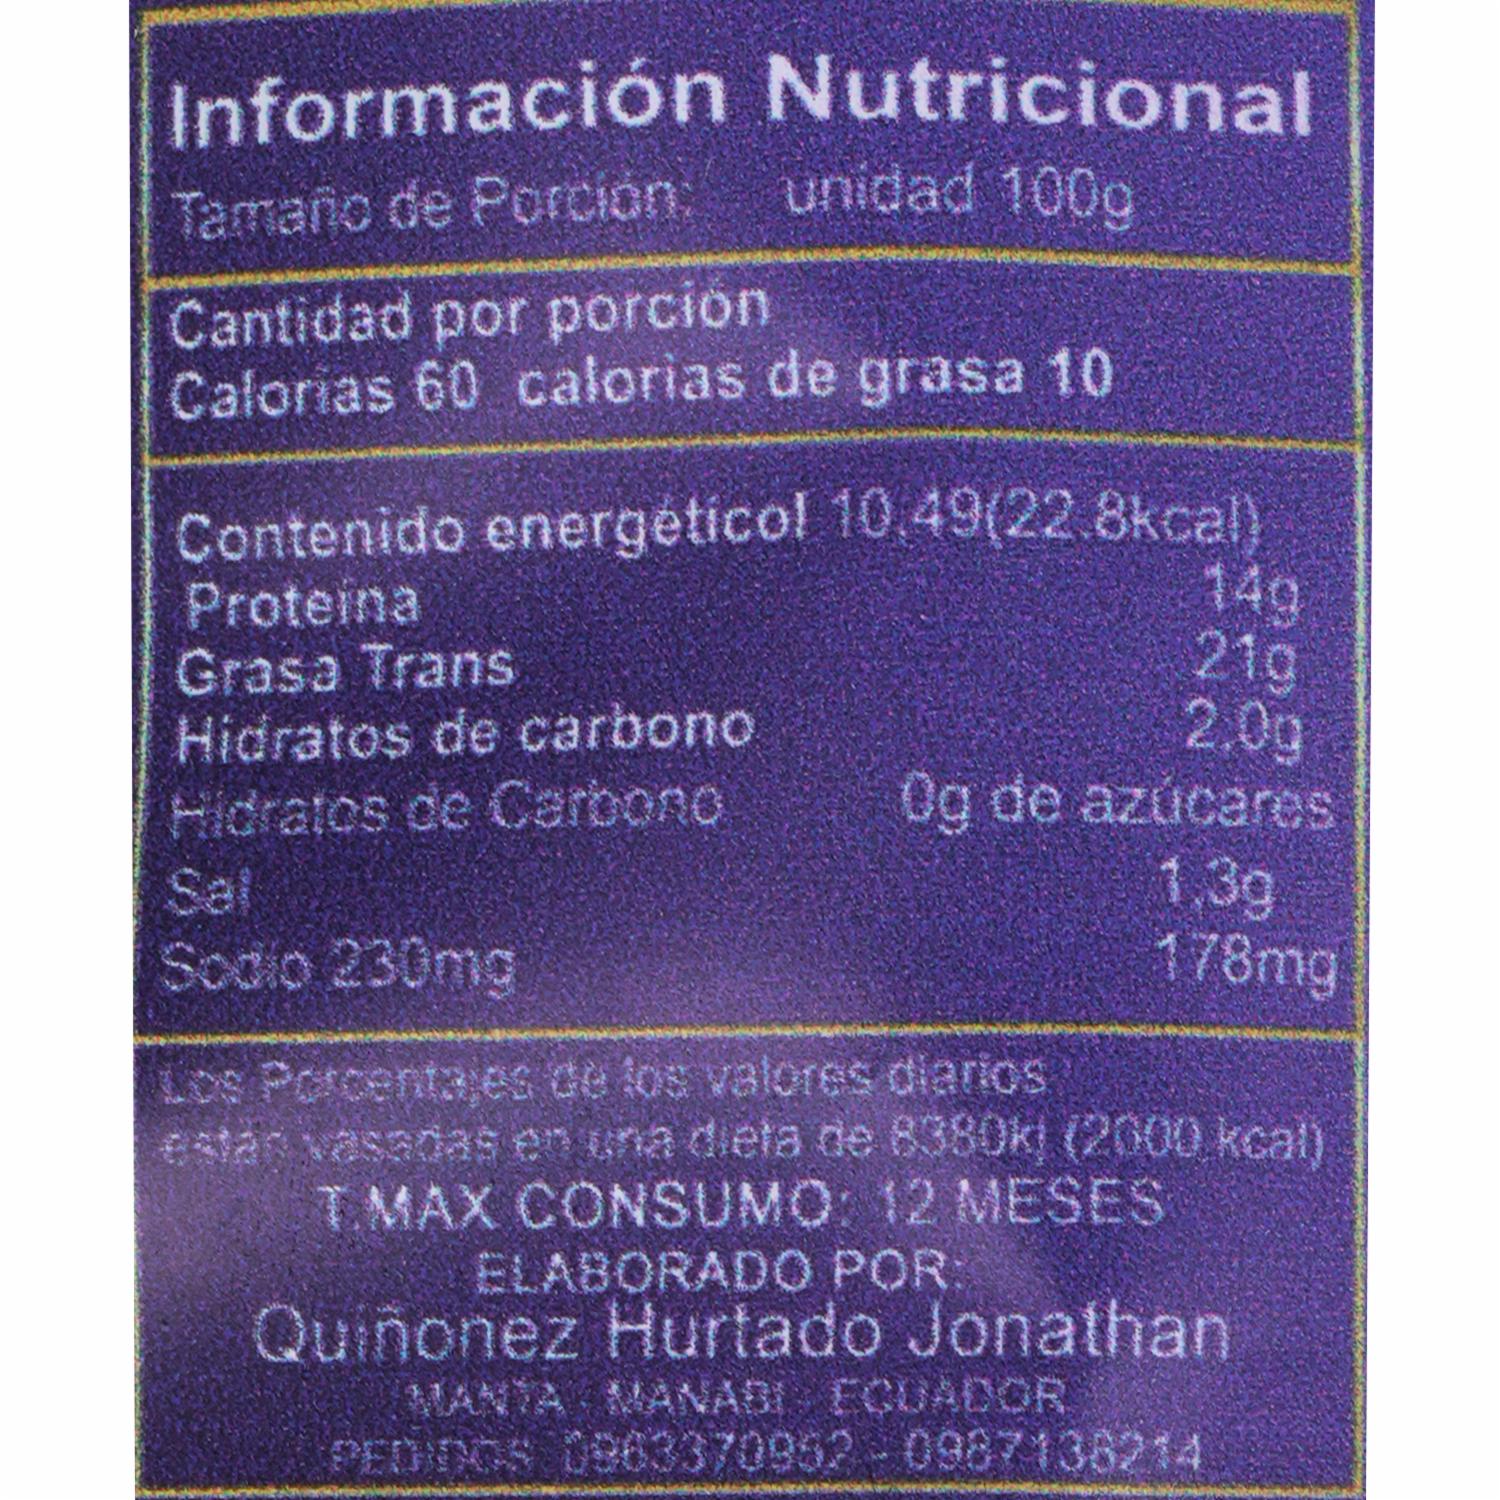 Información Nutricional
Tamaño de Porción: unidad 100g
Cantidad por porción
Calorías 60 calorias de grasa 10
Contenido energéticol 10.49(22.8kcal)
Proteina 14g
Grasa Trans 21g
Hidratos de carbono 2.0g
Hidratos de Carbono 0g de azúcares
Sal 1.3g
Sodio 230mg 178mg
Los Porcentajes de los valores diarios
están vasadas en una dieta de 8380kj (2000 kcal)
T.MAX CONSUMO: 12 MESES
ELABORADO POR:
Quiñonez Hurtado Jonathan
MANTA - MANABI - ECUADOR
PEDIDOS 0963370952 - 0987138214